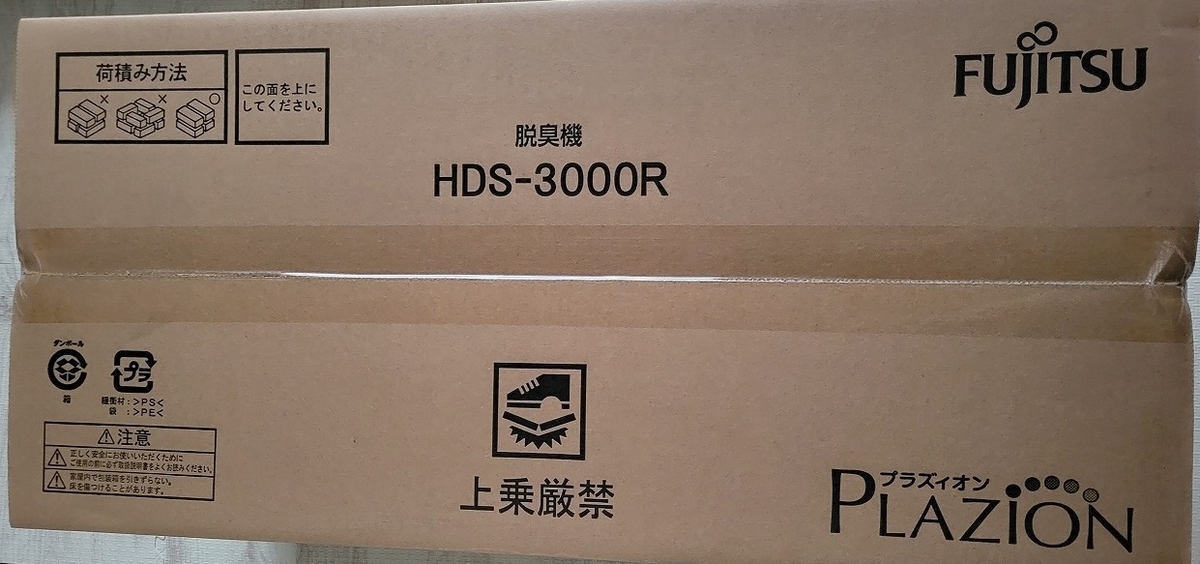 荷積み方法
この面を上に
してください。
FUJITSU
脱臭機
HDS-3000R
ダンボール
箱
プラ
緩衝材:>PS<
袋 :>PE<
注意
正しく安全にお使いいただくために
ご使用の前に必ず取扱説明書をよくお読みください。
家屋内で包装箱を引きずらない。
床を傷つけることがあります。
上乗厳禁
プラズィオン
PLAZION